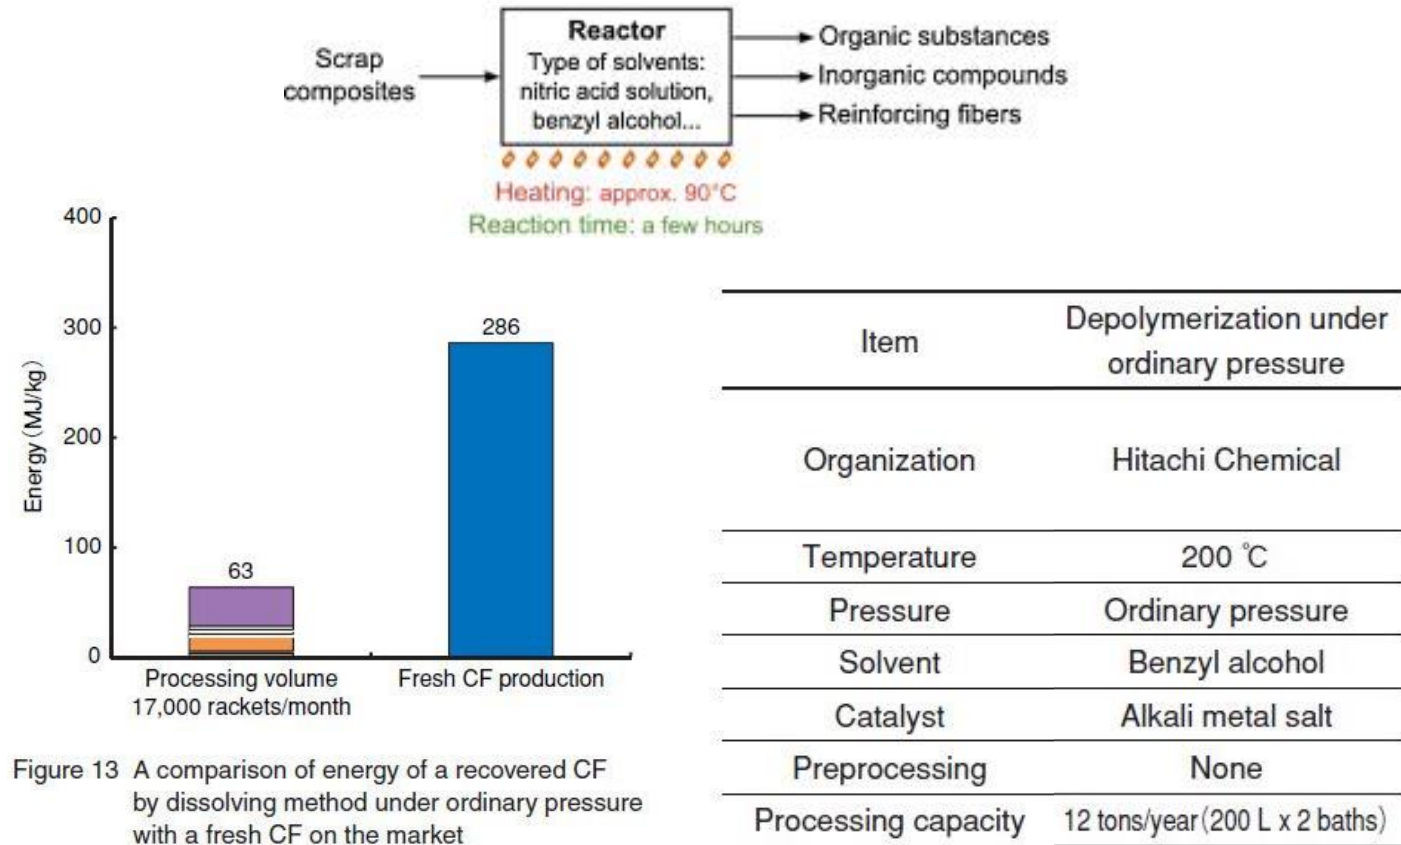 Scrap
composites
Reactor
Type of solvents:
nitric acid solution,
benzyl alcohol...
Organic substances
Inorganic compounds
Reinforcing fibers
Heating: approx. 90°C
Reaction time: a few hours
Energy (MJ/kg)
400
300
200
100
0
63
286
Processing volume
17,000 rackets/month
Fresh CF production
Figure 13 A comparison of energy of a recovered CF
by dissolving method under ordinary pressure
with a fresh CF on the market
Item
Depolymerization under
ordinary pressure
Organization Hitachi Chemical
Temperature 200 ℃
Pressure Ordinary pressure
Solvent Benzyl alcohol
Catalyst Alkali metal salt
Preprocessing None
Processing capacity 12 tons/year(200 L x 2 baths)